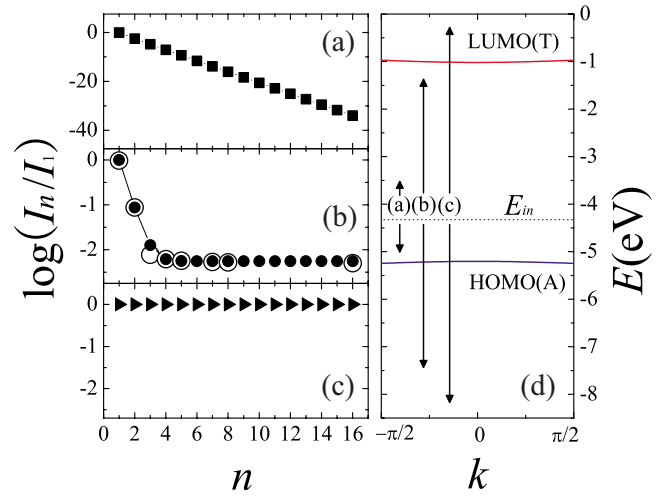 log(In/I1)
0
-20
-40
(a)
0
-1
-2
(b)
0
-1
-2
(c)
0 2 4 6 8 10 12 14 16
n
LUMO(T)
(a)(b)(c)
Ein
HOMO(A)
(d)
−π/2 0 π/2
k
0
-1
-2
-3
-4
-5
-6
-7
-8
E(eV)